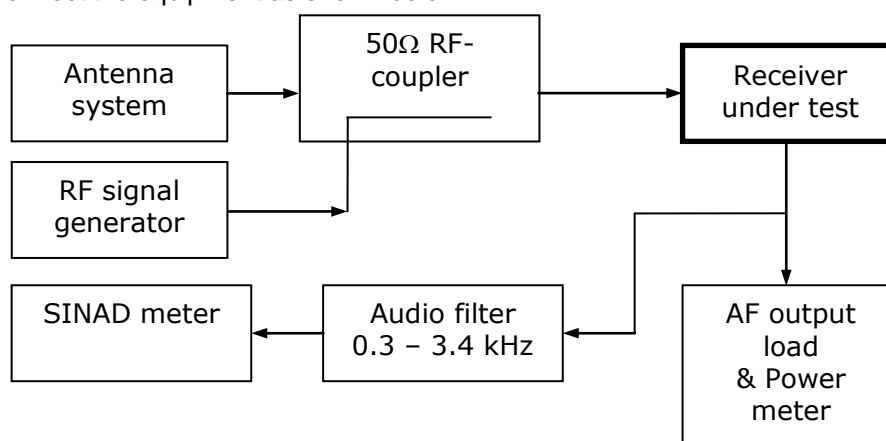 Antenna
system
50Ω RF-
coupler
Receiver
under test
RF signal
generator
SINAD meter
Audio filter
0.3 – 3.4 kHz
AF output
load
& Power
meter